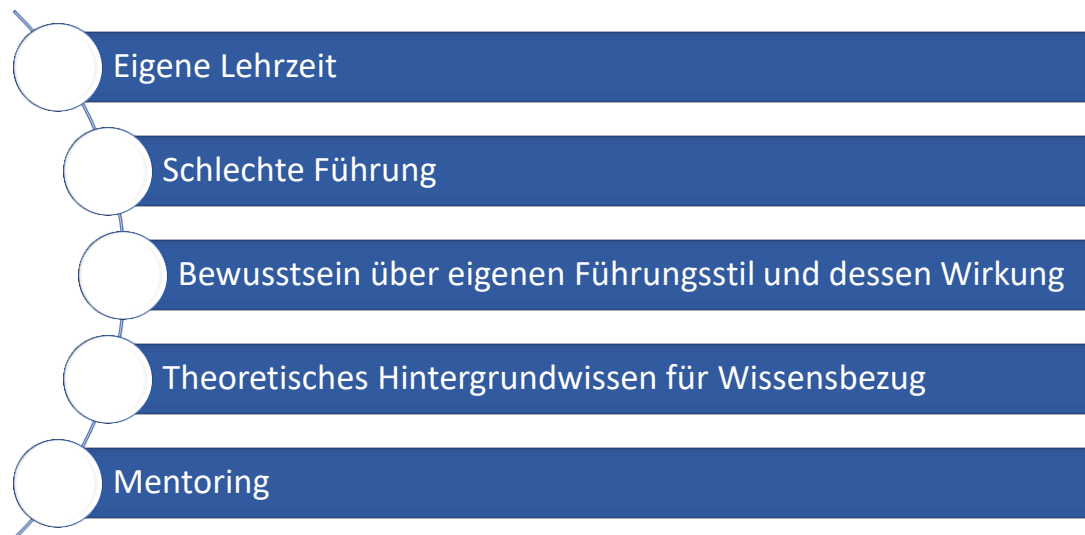 Eigene Lehrzeit
Schlechte Führung
Bewusstsein über eigenen Führungsstil und dessen Wirkung
Theoretisches Hintergrundwissen für Wissensbezug
Mentoring